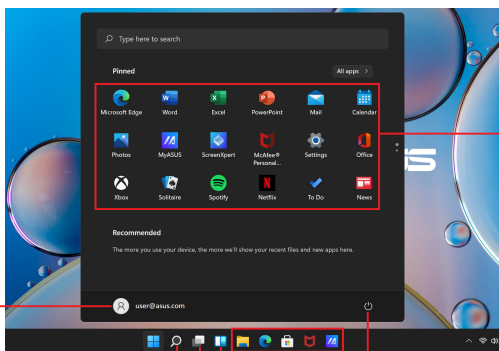 Type here to search
Pinned
All apps >
Microsoft Edge
Word
Excel
PowerPoint
Mail
Calendar
Photos
MyASUS
ScreenXpert
McAfee®
Personal...
Settings
Office
Xbox
Solitaire
Spotify
Netflix
To Do
News
Recommended
The more you use your device, the more we'll show your recent files and new apps here.
user@asus.com